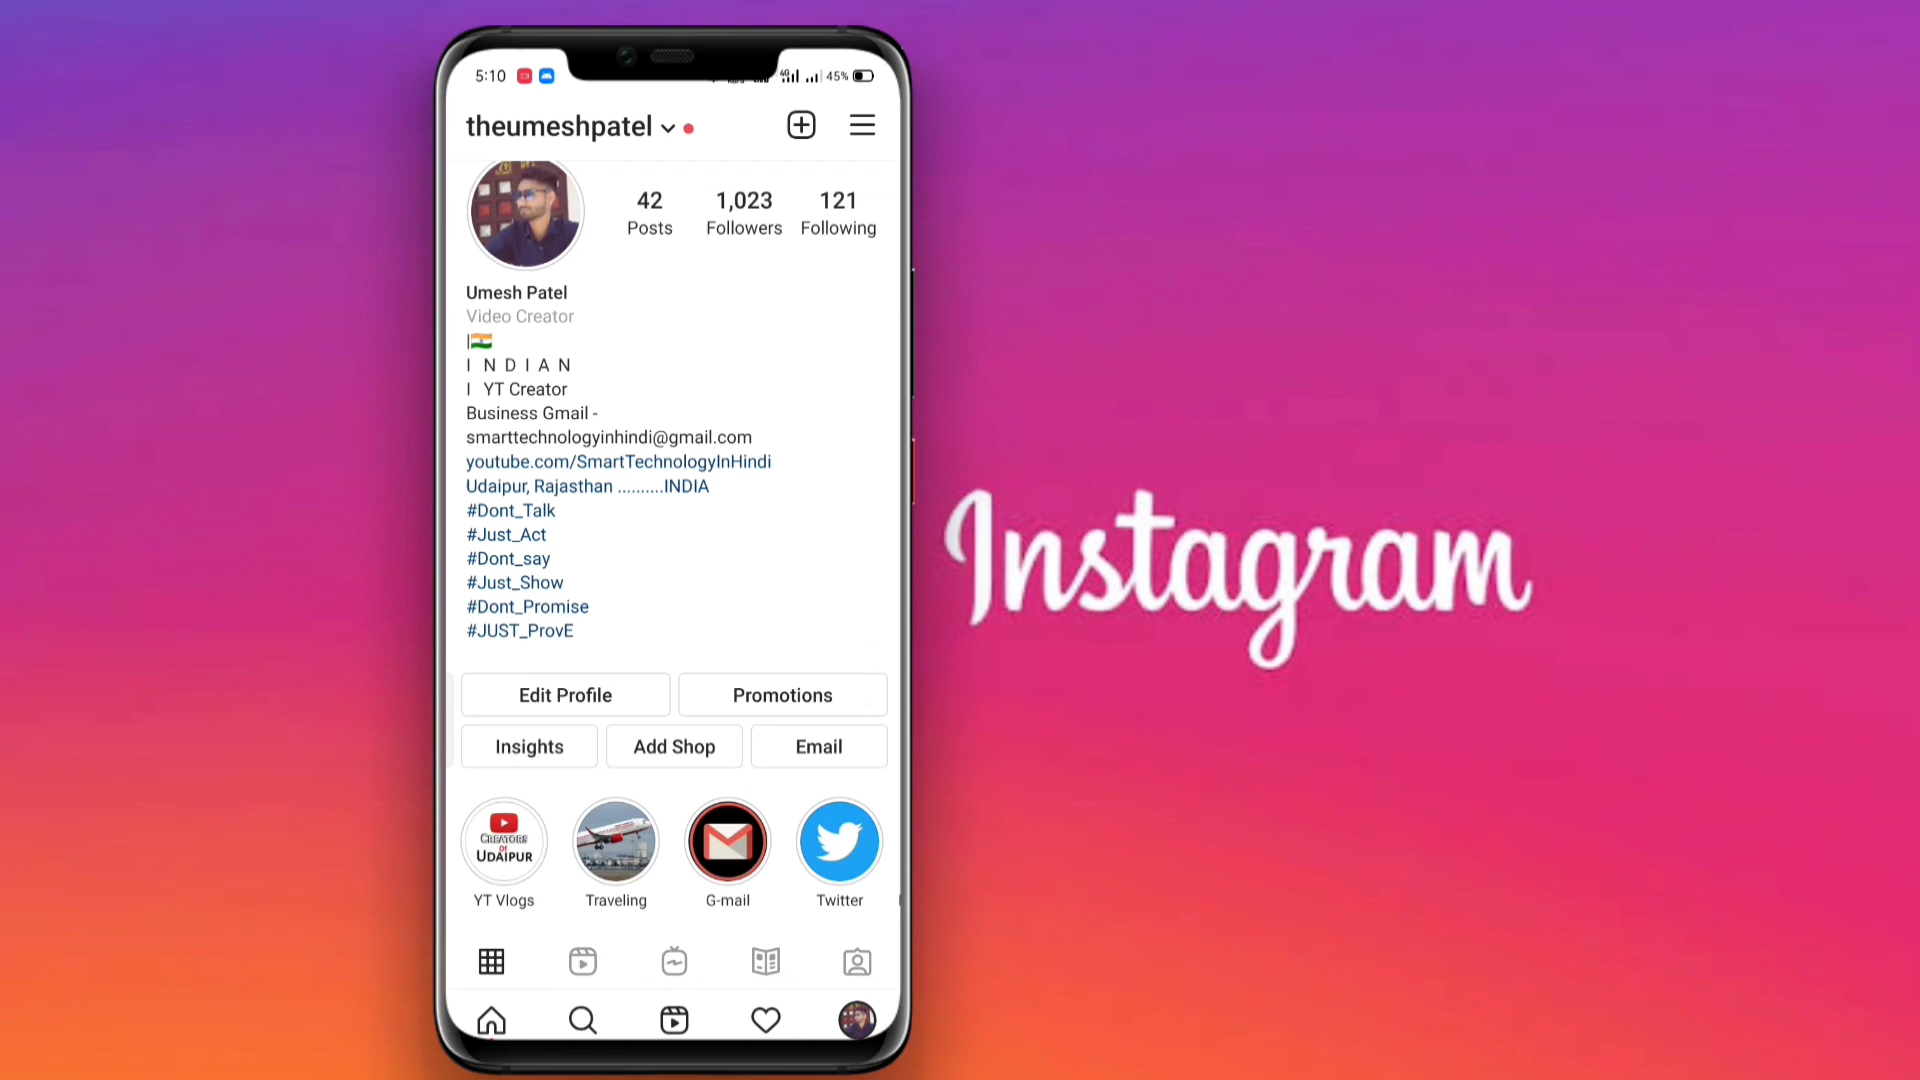 5:10
4G
45%
theumeshpatel
42
1,023
121
Posts
Followers
Following
Umesh Patel
Video Creator
|🇮🇳
I N D I A N
I YT Creator
Business Gmail -
smarttechnologyinhindi@gmail.com
youtube.com/SmartTechnologyInHindi
Udaipur, Rajasthan ..........INDIA
#Dont_Talk
#Just_Act
#Dont_say
#Just_Show
#Dont_Promise
#JUST_ProvE
Edit Profile
Promotions
Insights
Add Shop
Email
CREATORS
OF
UDAIPUR
YT Vlogs
Traveling
G-mail
Twitter
Instagram